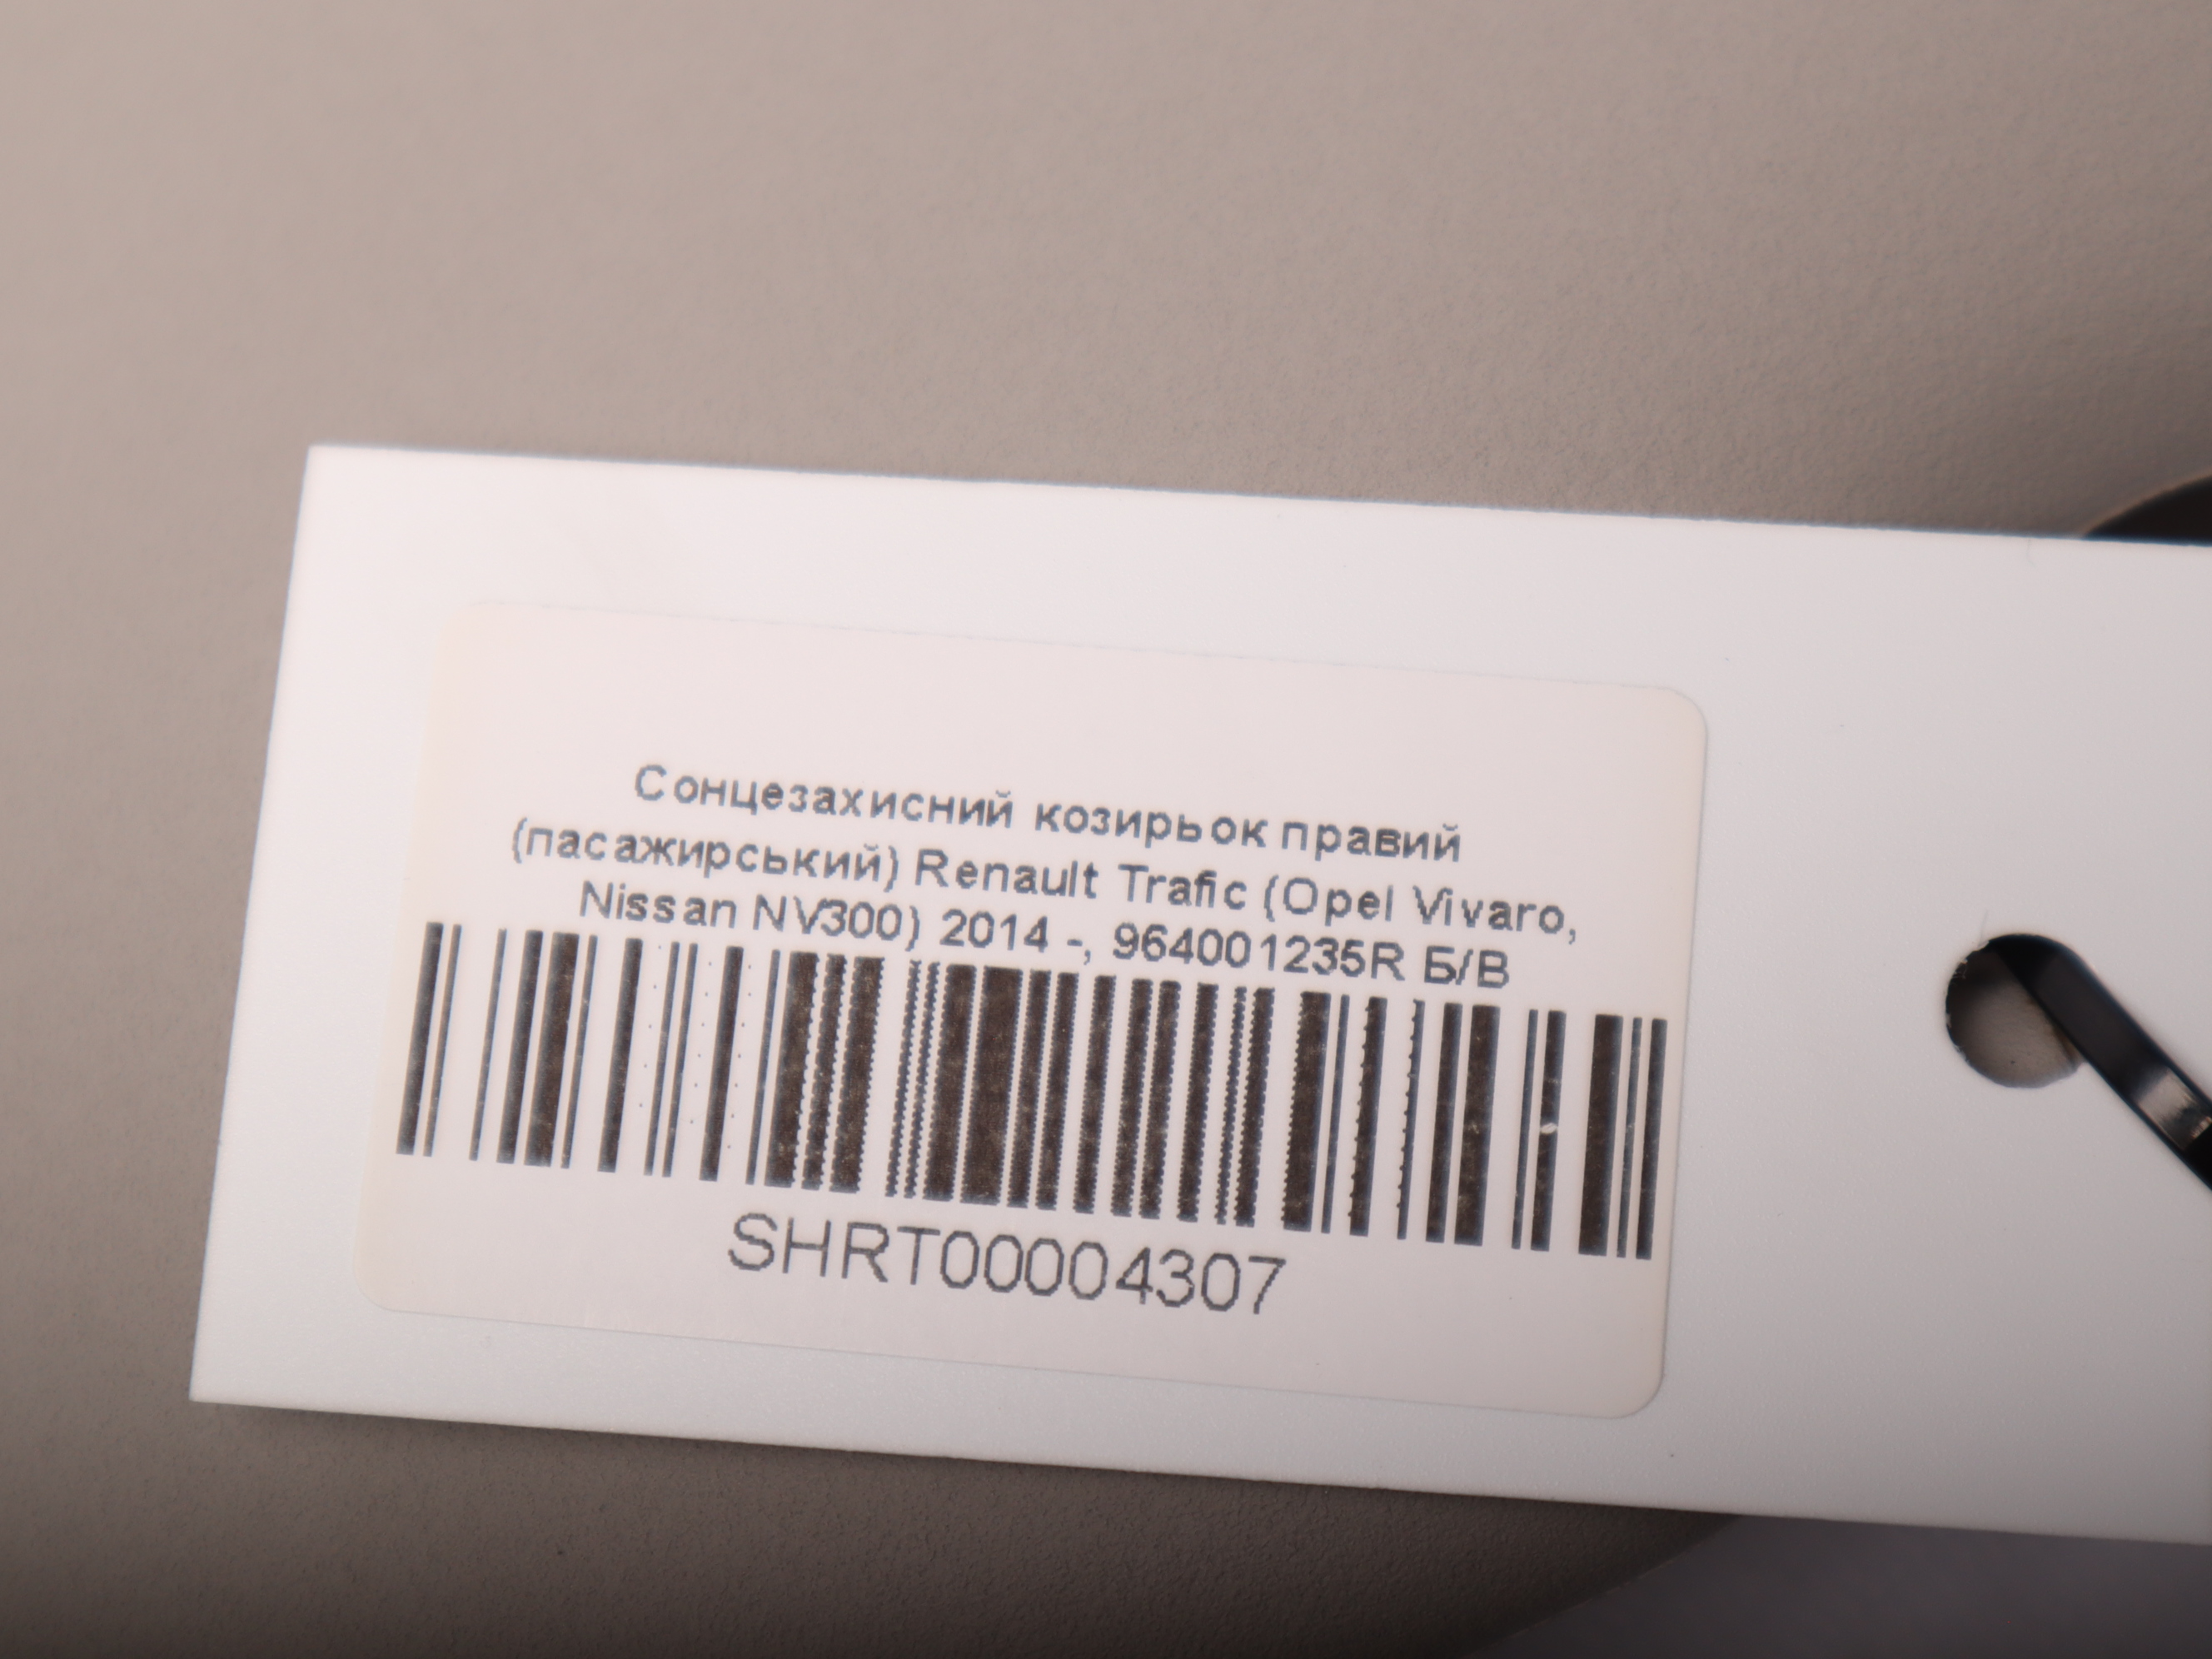 Сонцезахисний козирьок правий
(пасажирський) Renault Trafic (Opel Vivaro,
Nissan NV300) 2014 -, 964001235R Б/В
SHRT00004307